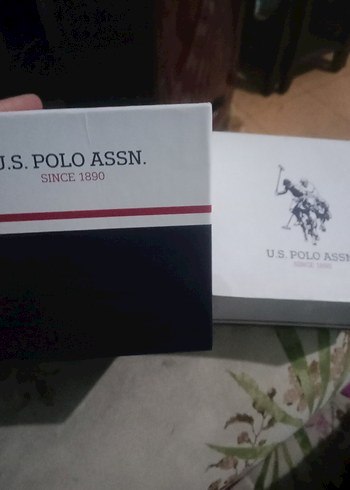 U.S. POLO ASSN.
SINCE 1890
U.S. POLO ASSN
SINCE 1890